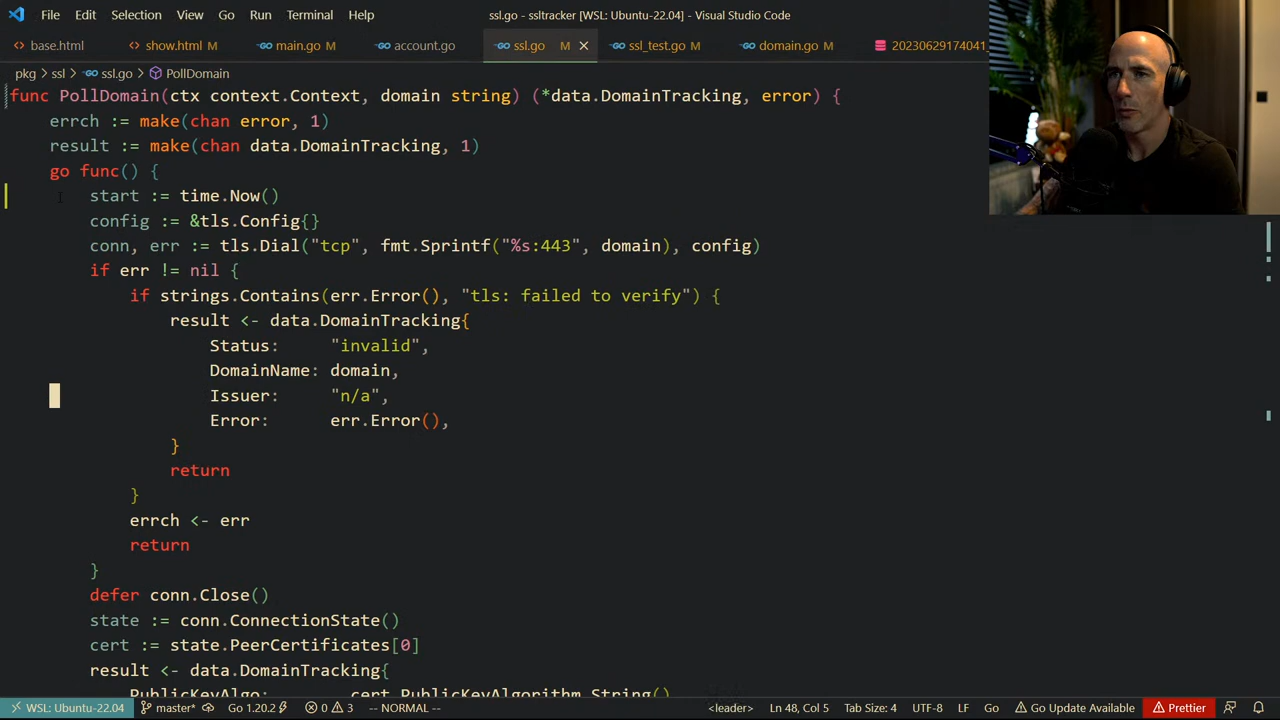 File Edit Selection View Go Run Terminal Help ssl.go - ssltracker [WSL: Ubuntu-22.04] - Visual Studio Code
base.html show.html M main.go M account.go ssl.go M ssl_test.go M domain.go M 20230629174041
pkg > ssl > ssl.go > PollDomain
func PollDomain(ctx context.Context, domain string) (*data.DomainTracking, error) {
errch := make(chan error, 1)
result := make(chan data.DomainTracking, 1)
go func() {
start := time.Now()
config := &tls.Config{}
conn, err := tls.Dial("tcp", fmt.Sprintf("%s:443", domain), config)
if err != nil {
if strings.Contains(err.Error(), "tls: failed to verify") {
result <- data.DomainTracking{
Status: "invalid",
DomainName: domain,
Issuer: "n/a",
Error: err.Error(),
}
return
}
errch <- err
return
}
defer conn.Close()
state := conn.ConnectionState()
cert := state.PeerCertificates[0]
result <- data.DomainTracking{
PublicKeyAlgo: cert.PublicKeyAlgorithm.String()
WSL: Ubuntu-22.04 master* Go 1.20.2 0 3 -- NORMAL -- <leader> Ln 48, Col 5 Tab Size: 4 UTF-8 LF Go Go Update Available Prettier